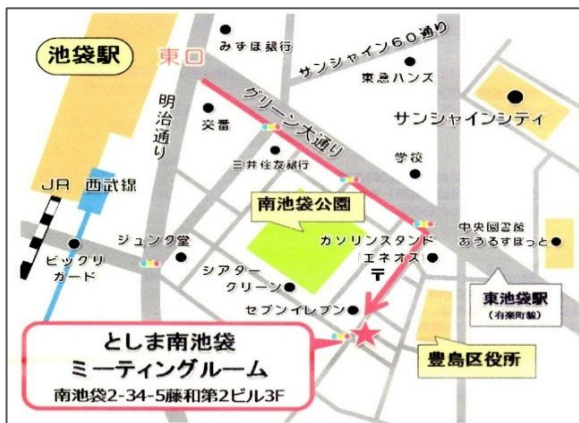 池袋駅
東口
みずほ銀行
サンシャイン60通り
東急ハンズ
サンシャインシティ
明治通り
交番
グリーン大通り
三井住友銀行
学校
南池袋公園
JR
西武線
ビックリ
ガード
ジュンク堂
シアター
グリーン
ガソリンスタンド
(エネオス)
〒
中央図書館
あうるすぽっと
セブンイレブン
東池袋駅
(有楽町線)
豊島区役所
としま南池袋
ミーティングルーム
南池袋2-34-5藤和第2ビル3F